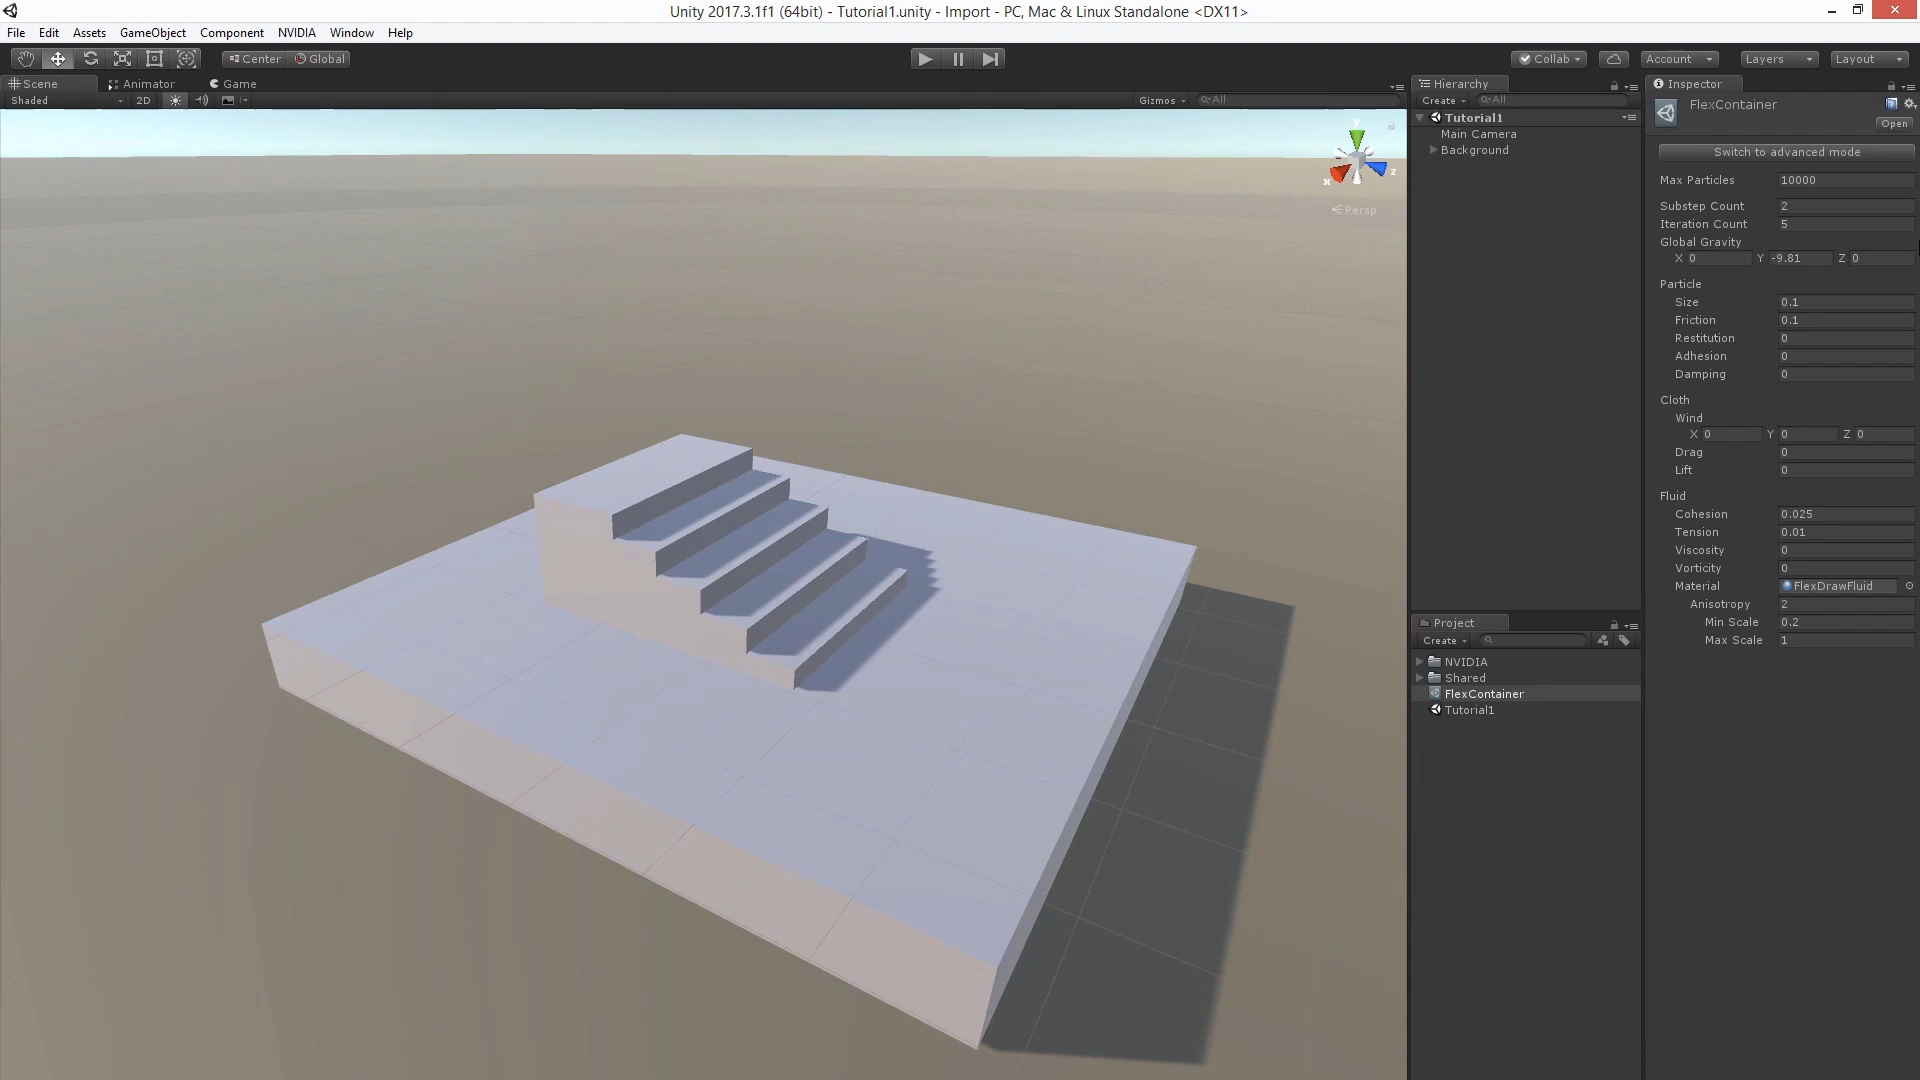 Unity 2017.3.1f1 (64bit) - Tutorial1.unity - Import - PC, Mac & Linux Standalone <DX11>
File Edit Assets GameObject Component NVIDIA Window Help
Center Global Collab Account Layers Layout
Scene Animator Game
Shaded 2D Gizmos All
y
x
z
Persp
Hierarchy
Create All
Tutorial1
Main Camera
Background
Project
Create
NVIDIA
Shared
FlexContainer
Tutorial1
Inspector
FlexContainer
Open
Switch to advanced mode
Max Particles 10000
Substep Count 2
Iteration Count 5
Global Gravity
X 0 Y -9.81 Z 0
Particle
Size 0.1
Friction 0.1
Restitution 0
Adhesion 0
Damping 0
Cloth
Wind
X 0 Y 0 Z 0
Drag 0
Lift 0
Fluid
Cohesion 0.025
Tension 0.01
Viscosity 0
Vorticity 0
Material FlexDrawFluid
Anisotropy 2
Min Scale 0.2
Max Scale 1